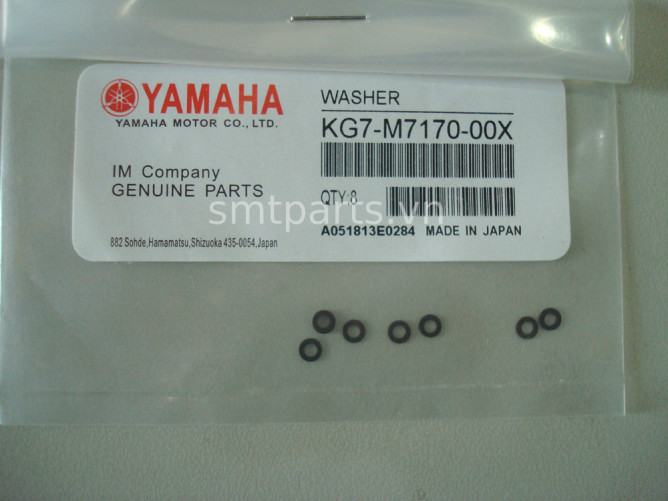 YAMAHA
YAMAHA MOTOR CO., LTD.
IM Company
GENUINE PARTS
882 Sohde,Hamamatsu,Shizuoka 435-0054,Japan
WASHER
KG7-M7170-00X
QTY:8
A051813E0284 MADE IN JAPAN
smtparts.vn